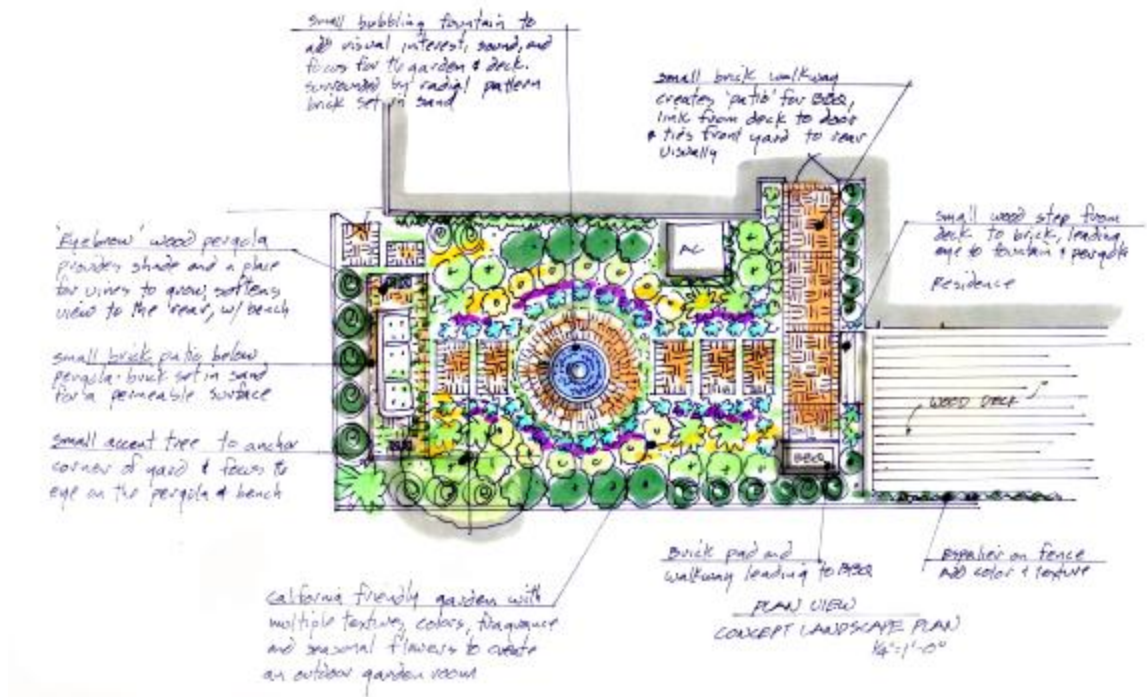 small bubbling fountain to
add visual interest, sound, and
focus for the garden & deck.
surrounded by radial pattern
brick set in sand
small brick walkway
creates 'patio' for BBQ,
link from deck to door
& ties front yard to rear
visually
'Eyebrow' wood pergola
provides shade and a place
for vines to grow, softens
view to the rear, w/ bench
small wood step from
deck to brick, leading
eye to fountain & pergola
Residence
AC
small brick patio below
pergola - brick set in sand
for a permeable surface
WOOD DECK
small accent tree to anchor
corner of yard & focus to
eye on the pergola & bench
BBQ
Brick pad and
walkway leading to BBQ
Espalier on fence
Add color & texture
California friendly garden with
multiple textures, colors, fragrance
and seasonal flowers to create
an outdoor garden room
PLAN VIEW
CONCEPT LANDSCAPE PLAN
1/4"=1'-0"